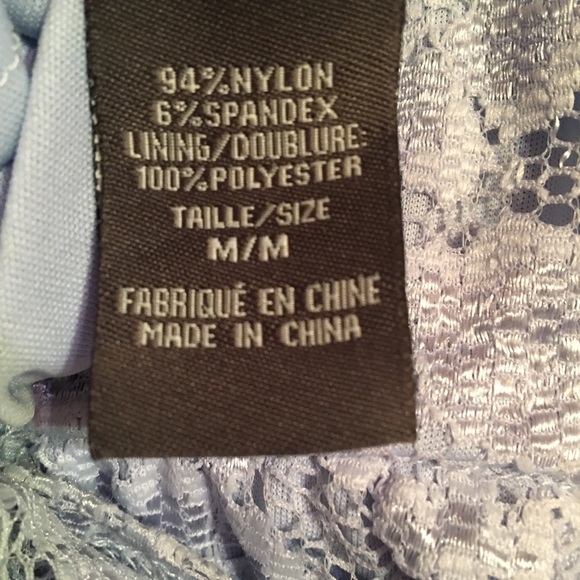 94%NYLON
6%SPANDEX
LINING/DOUBLURE:
100%POLYESTER
TAILLE/SIZE
M/M
FABRIQUÉ EN CHINE
MADE IN CHINA